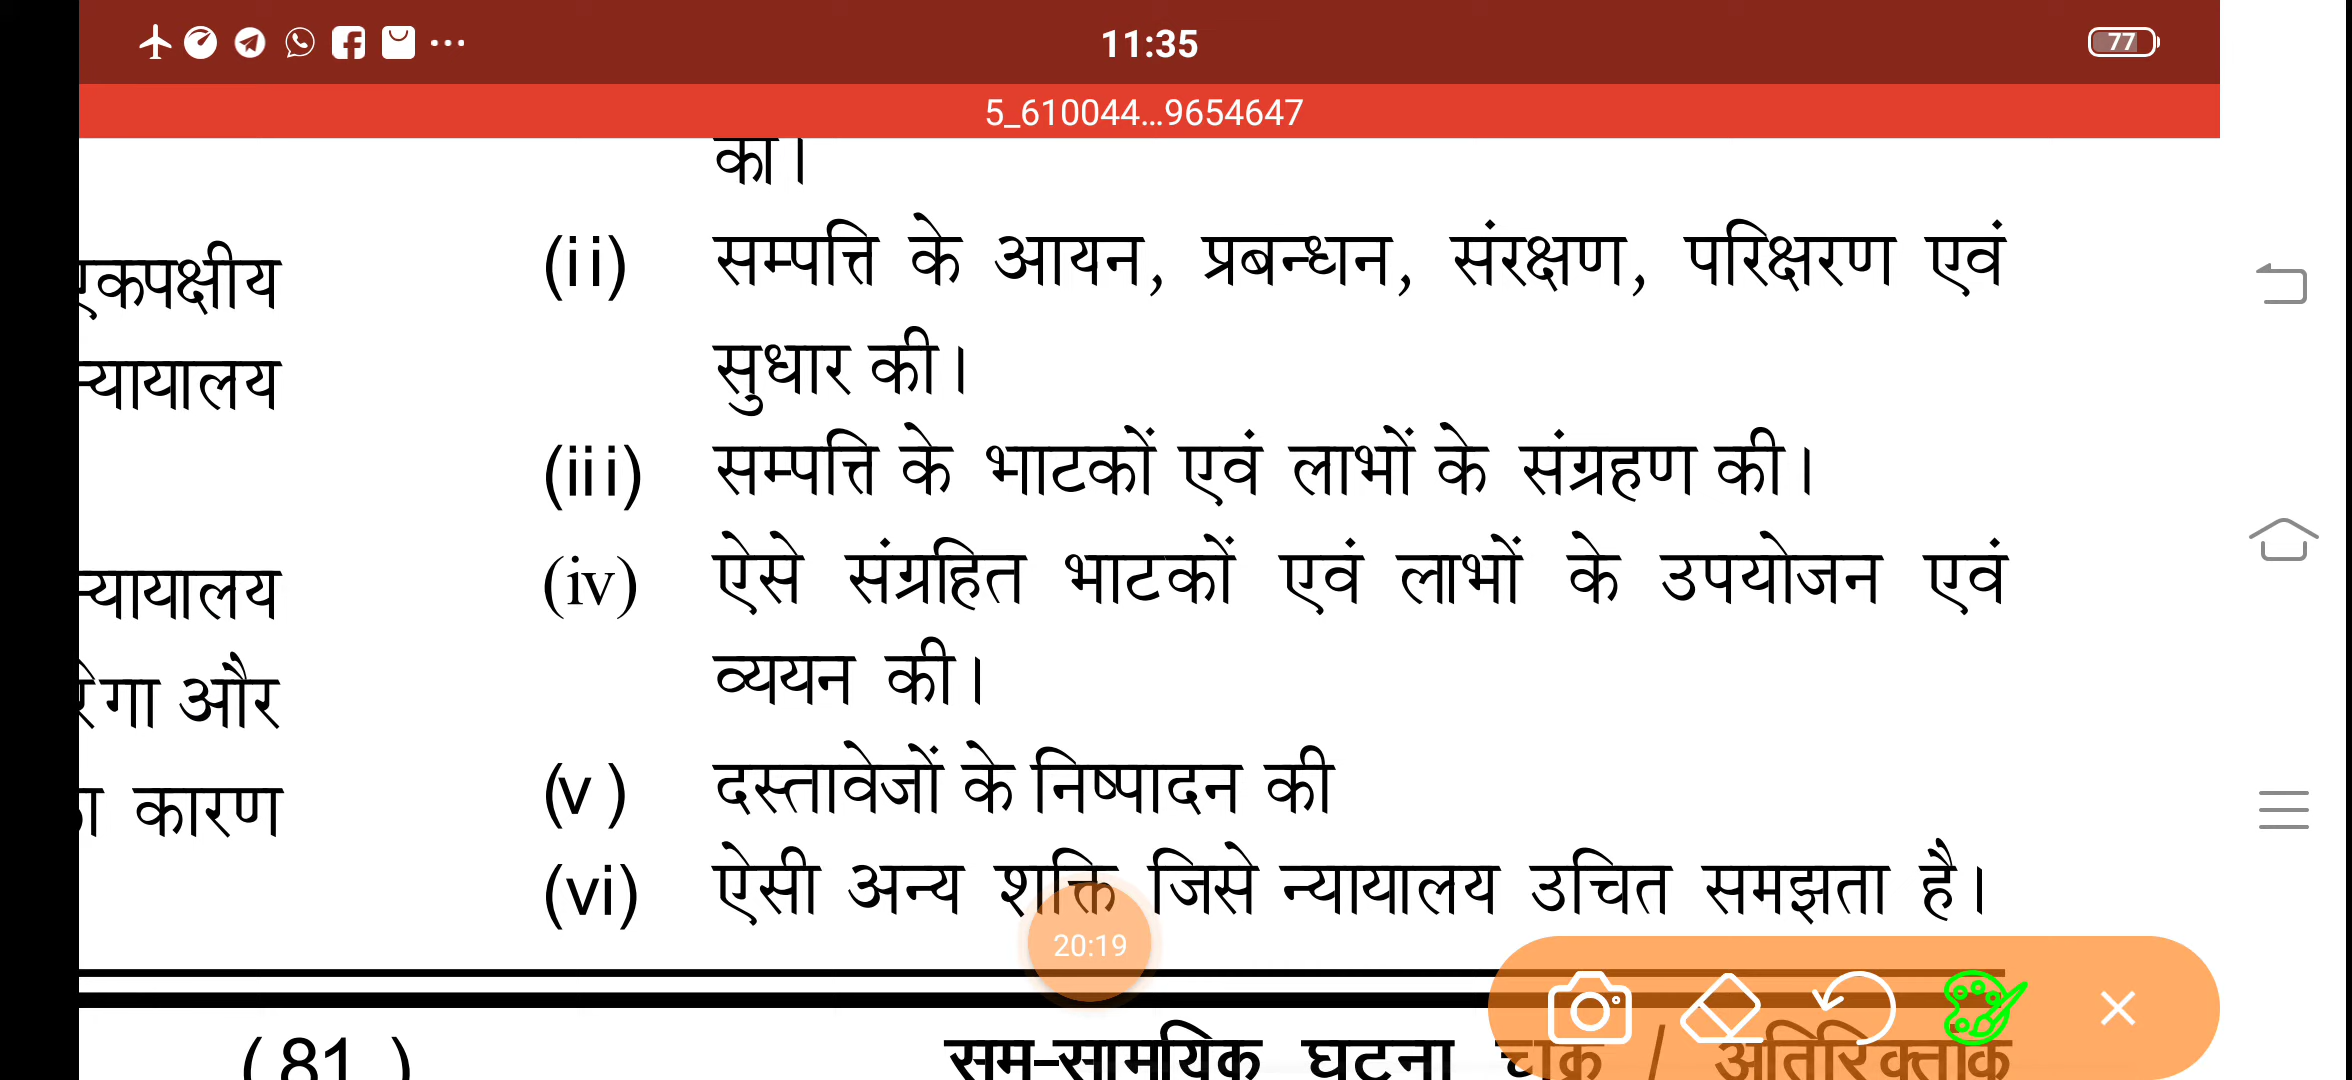 11:35
77
5_610044...9654647
की।
एकपक्षीय
न्यायालय
न्यायालय
और
कारण
(ii) सम्पत्ति के आयन, प्रबन्धन, संरक्षण, परिक्षरण एवं
सुधार की।
(iii) सम्पत्ति के भाटकों एवं लाभों के संग्रहण की।
(iv) ऐसे संग्रहित भाटकों एवं लाभों के उपयोजन एवं
व्ययन की।
(v) दस्तावेजों के निष्पादन की
(vi) ऐसी अन्य शक्ति जिसे न्यायालय उचित समझता है।
20:19
(81) सम-सामयिक घटना चक्र / अतिरिक्तांक